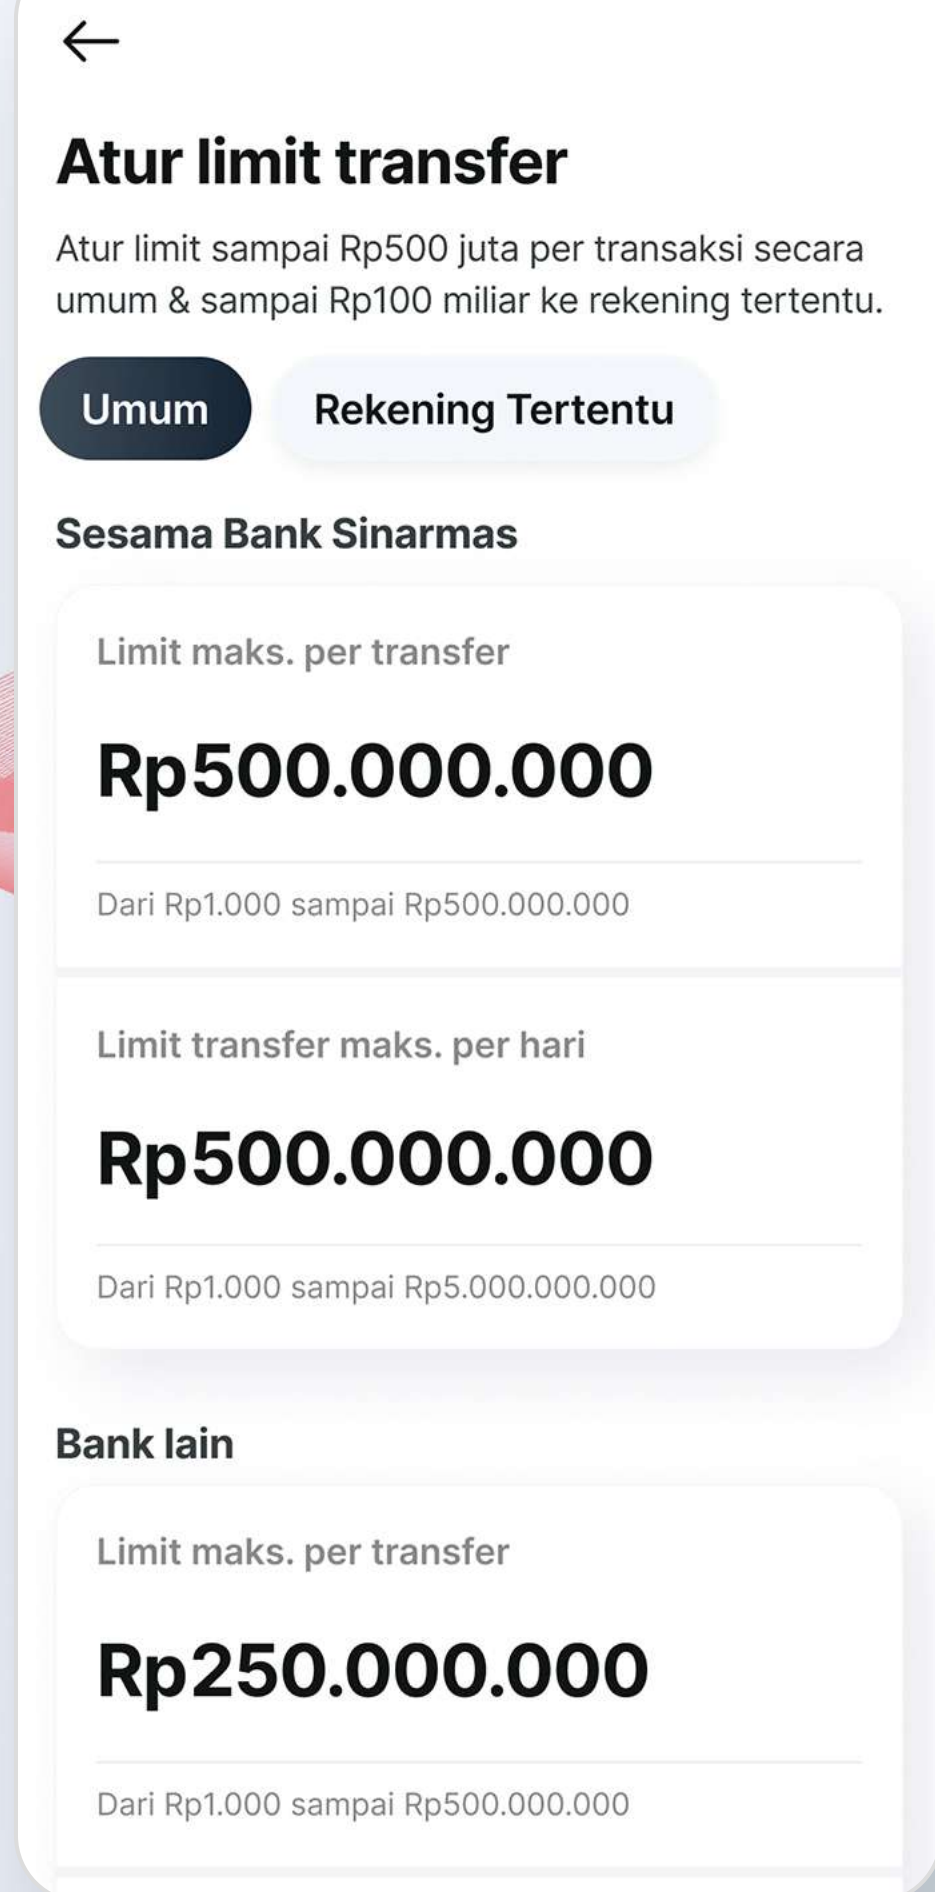 Atur limit transfer
Atur limit sampai Rp500 juta per transaksi secara
umum & sampai Rp100 miliar ke rekening tertentu.
Umum
Rekening Tertentu
Sesama Bank Sinarmas
Limit maks. per transfer
Rp500.000.000
Dari Rp1.000 sampai Rp500.000.000
Limit transfer maks. per hari
Rp500.000.000
Dari Rp1.000 sampai Rp5.000.000.000
Bank lain
Limit maks. per transfer
Rp250.000.000
Dari Rp1.000 sampai Rp500.000.000